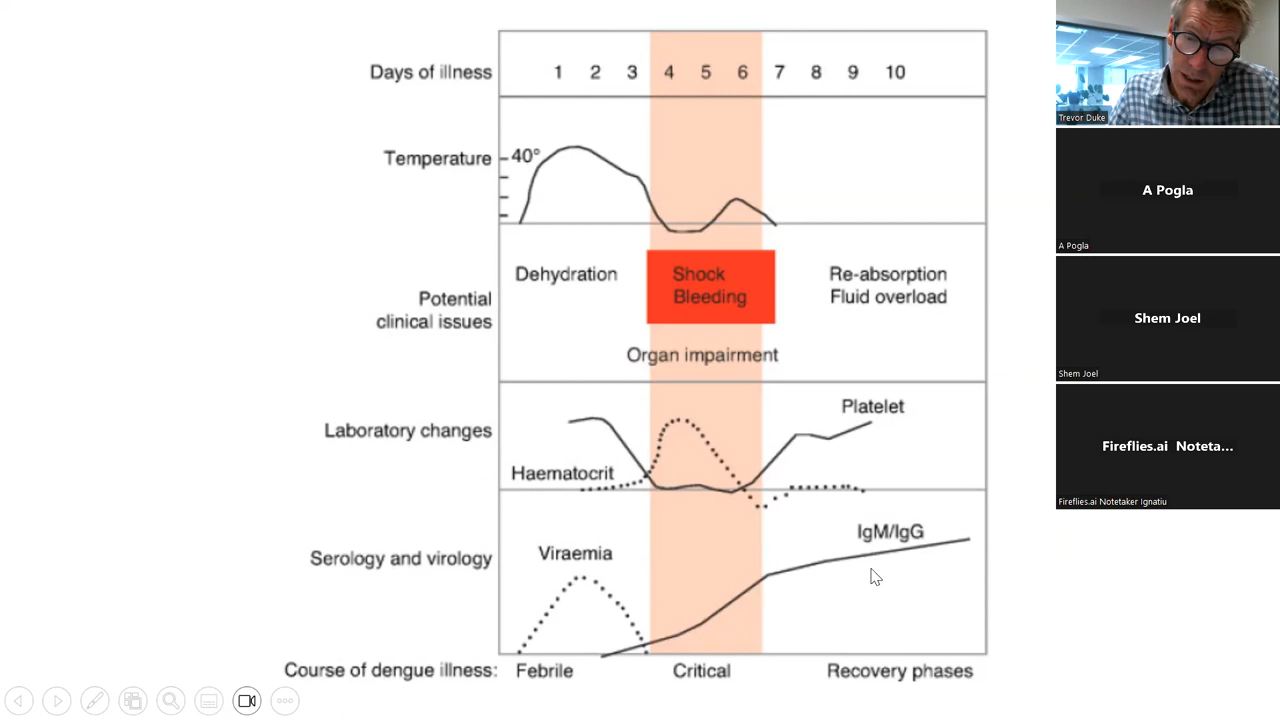 Days of illness 1 2 3 4 5 6 7 8 9 10
Temperature
40°
Potential
clinical issues
Dehydration
Shock
Bleeding
Re-absorption
Fluid overload
Organ impairment
Laboratory changes
Platelet
Haematocrit
Serology and virology
Viraemia
IgM/IgG
Course of dengue illness: Febrile Critical Recovery phases
Trevor Duke
A Pogla
A Pogla
Shem Joel
Shem Joel
Fireflies.ai Noteta...
Fireflies.ai Notetaker Ignatiu